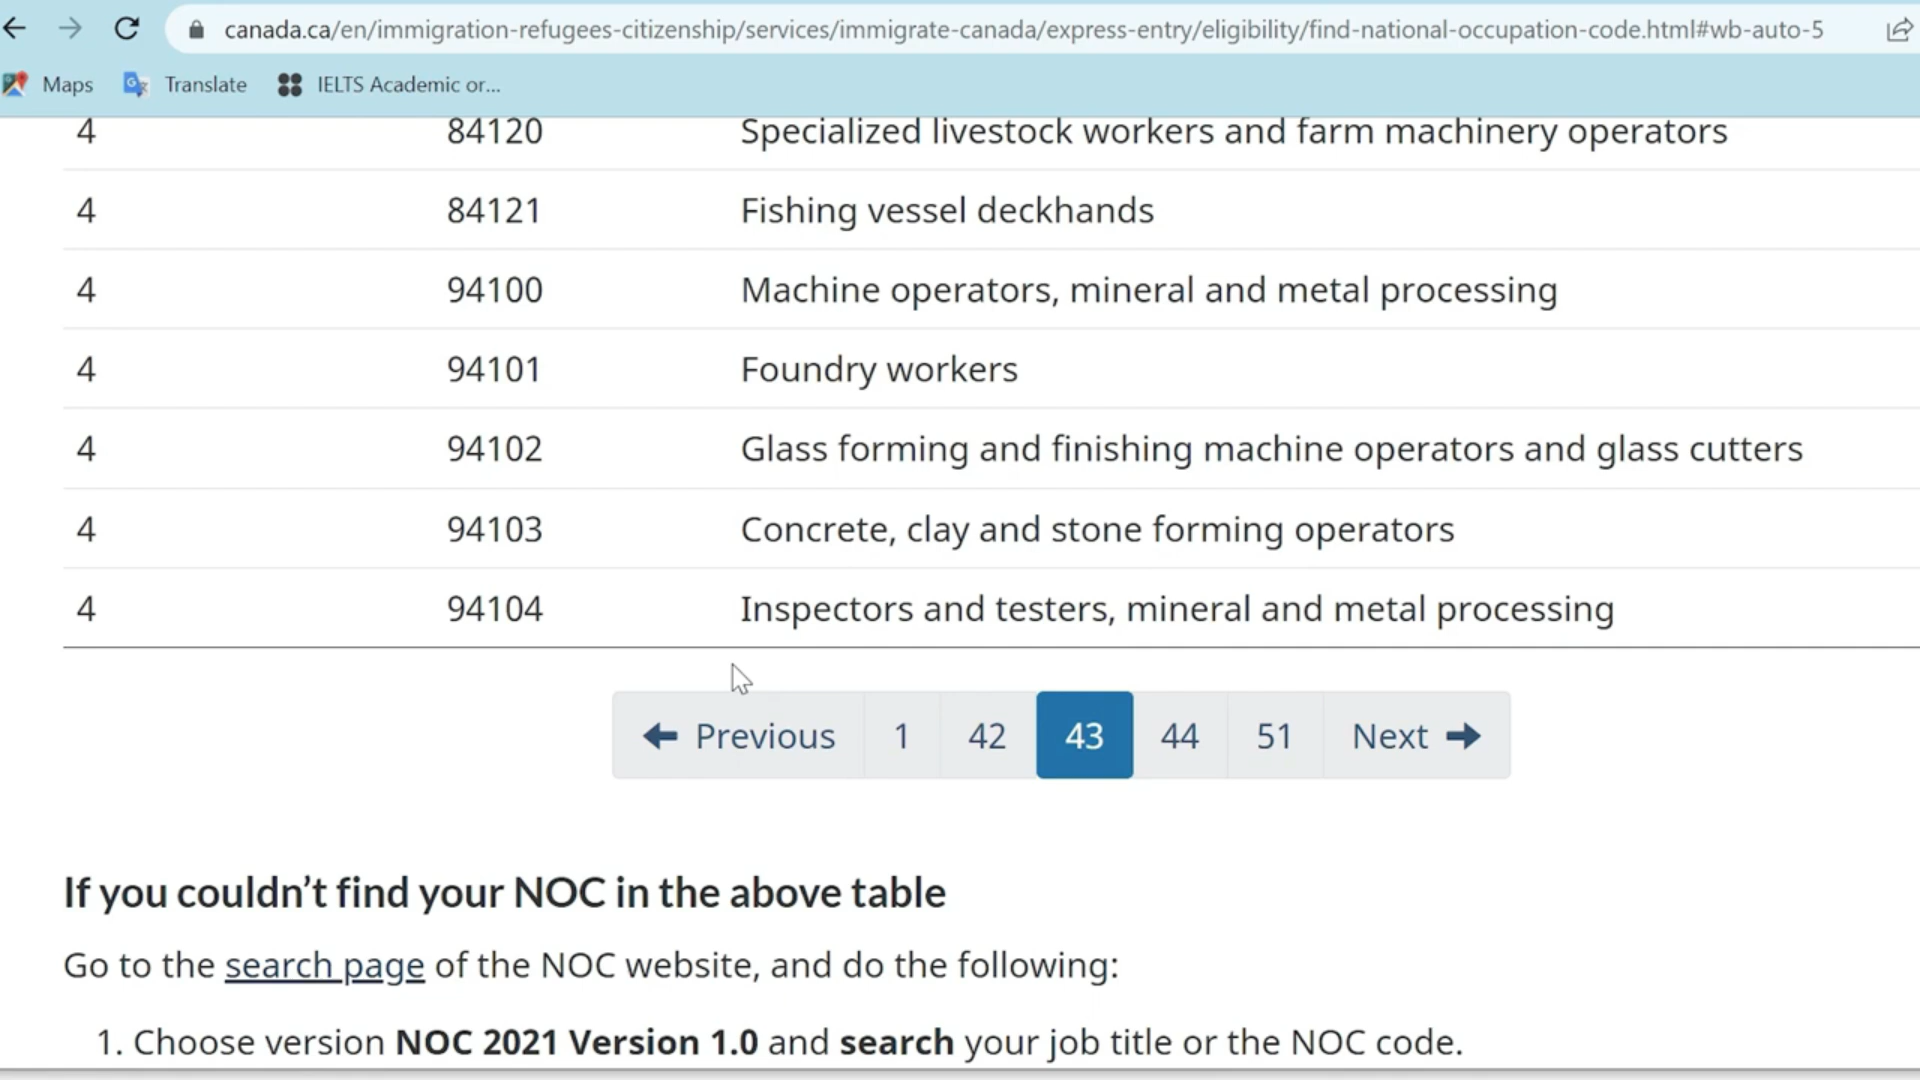 canada.ca/en/immigration-refugees-citizenship/services/immigrate-canada/express-entry/eligibility/find-national-occupation-code.html#wb-auto-5
Maps Translate IELTS Academic or...
4 84120 Specialized livestock workers and farm machinery operators
4 84121 Fishing vessel deckhands
4 94100 Machine operators, mineral and metal processing
4 94101 Foundry workers
4 94102 Glass forming and finishing machine operators and glass cutters
4 94103 Concrete, clay and stone forming operators
4 94104 Inspectors and testers, mineral and metal processing
Previous 1 42 43 44 51 Next
If you couldn’t find your NOC in the above table
Go to the search page of the NOC website, and do the following:
1. Choose version NOC 2021 Version 1.0 and search your job title or the NOC code.